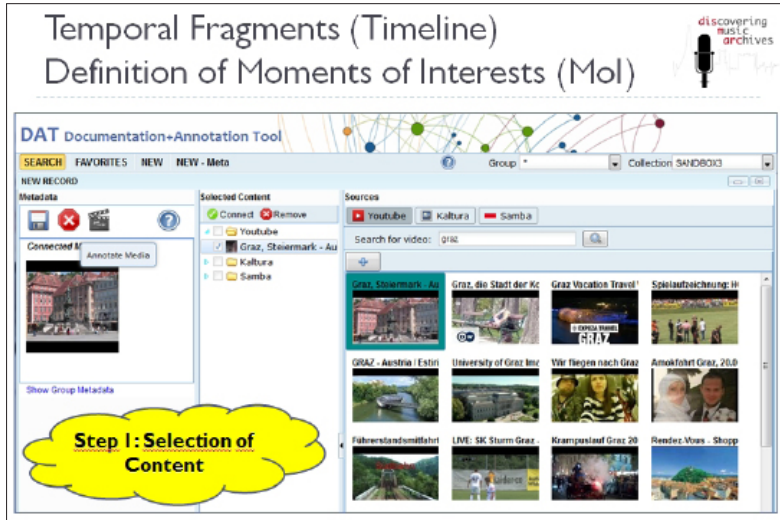 Temporal Fragments (Timeline)
Definition of Moments of Interests (MoI)
discovering
music
archives
DAT Documentation+Annotation Tool
SEARCH FAVORITES NEW NEW - Meta
Group * Collection SANDBOX3
NEW RECORD
Metadata
Selected Content
Sources
Connect Remove
Youtube Kaltura Samba
Youtube
Search for video: graz
Connected M
Annotate Media
Graz, Steiermark - Au
Kaltura
Samba
Graz, Steiermark - Au
Graz, die Stadt der Ko
Graz Vacation Travel
Spielaufzeichnung: H
EXPOZA TRAVEL
GRAZ
GRAZ - Austria / Estiri
University of Graz Ima
Wir fliegen nach Graz
Amokfahrt Graz, 20.0
Show Group Metadata
Führerstandsmitfahrt
LIVE: SK Sturm Graz -
Krampuslauf Graz 20
Rendez-Vous - Shopp
Step 1: Selection of
Content